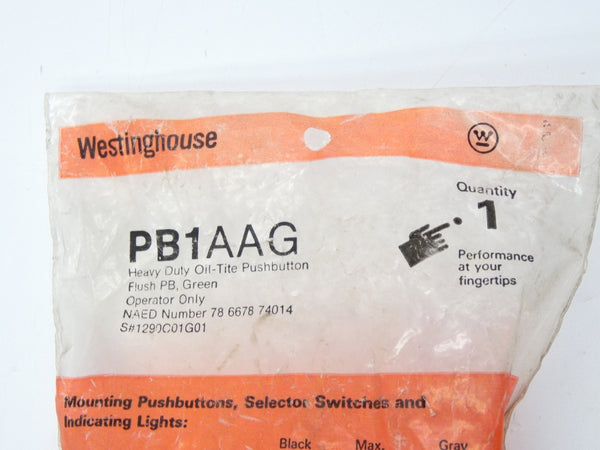 Westinghouse
W
Quantity
1
PB1AAG
Heavy Duty Oil-Tite Pushbutton
Flush PB, Green
Operator Only
NAED Number 78 6678 74014
S#1290C01G01
Performance
at your
fingertips
Mounting Pushbuttons, Selector Switches and
Indicating Lights:
Black Max. Gray